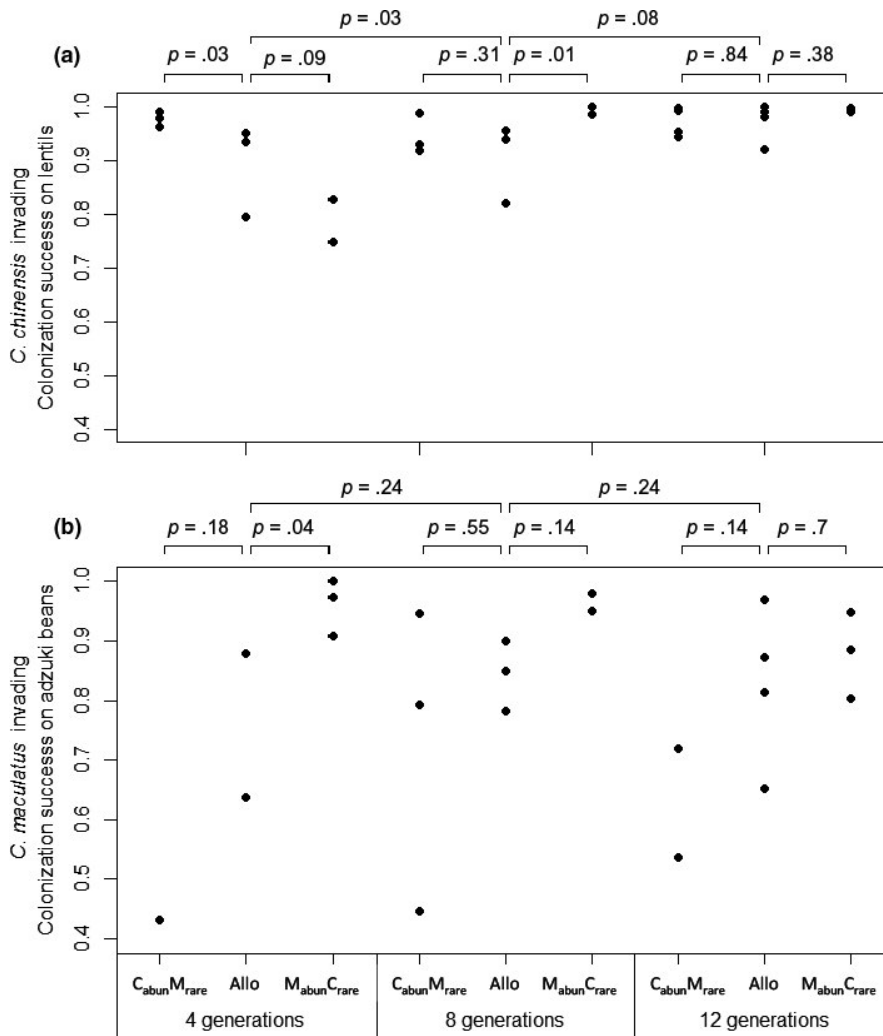 p = .03
p = .08
(a)
p = .03
p = .09
p = .31
p = .01
p = .84
p = .38
C. chinensis invading
Colonization successs on lentils
1.0
0.9
0.8
0.7
0.6
0.5
0.4
p = .24
p = .24
(b)
p = .18
p = .04
p = .55
p = .14
p = .14
p = .7
C. maculatus invading
Colonization successs on adzuki beans
1.0
0.9
0.8
0.7
0.6
0.5
0.4
CabunMrare Allo MabunCrare CabunMrare Allo MabunCrare CabunMrare Allo MabunCrare
4 generations 8 generations 12 generations